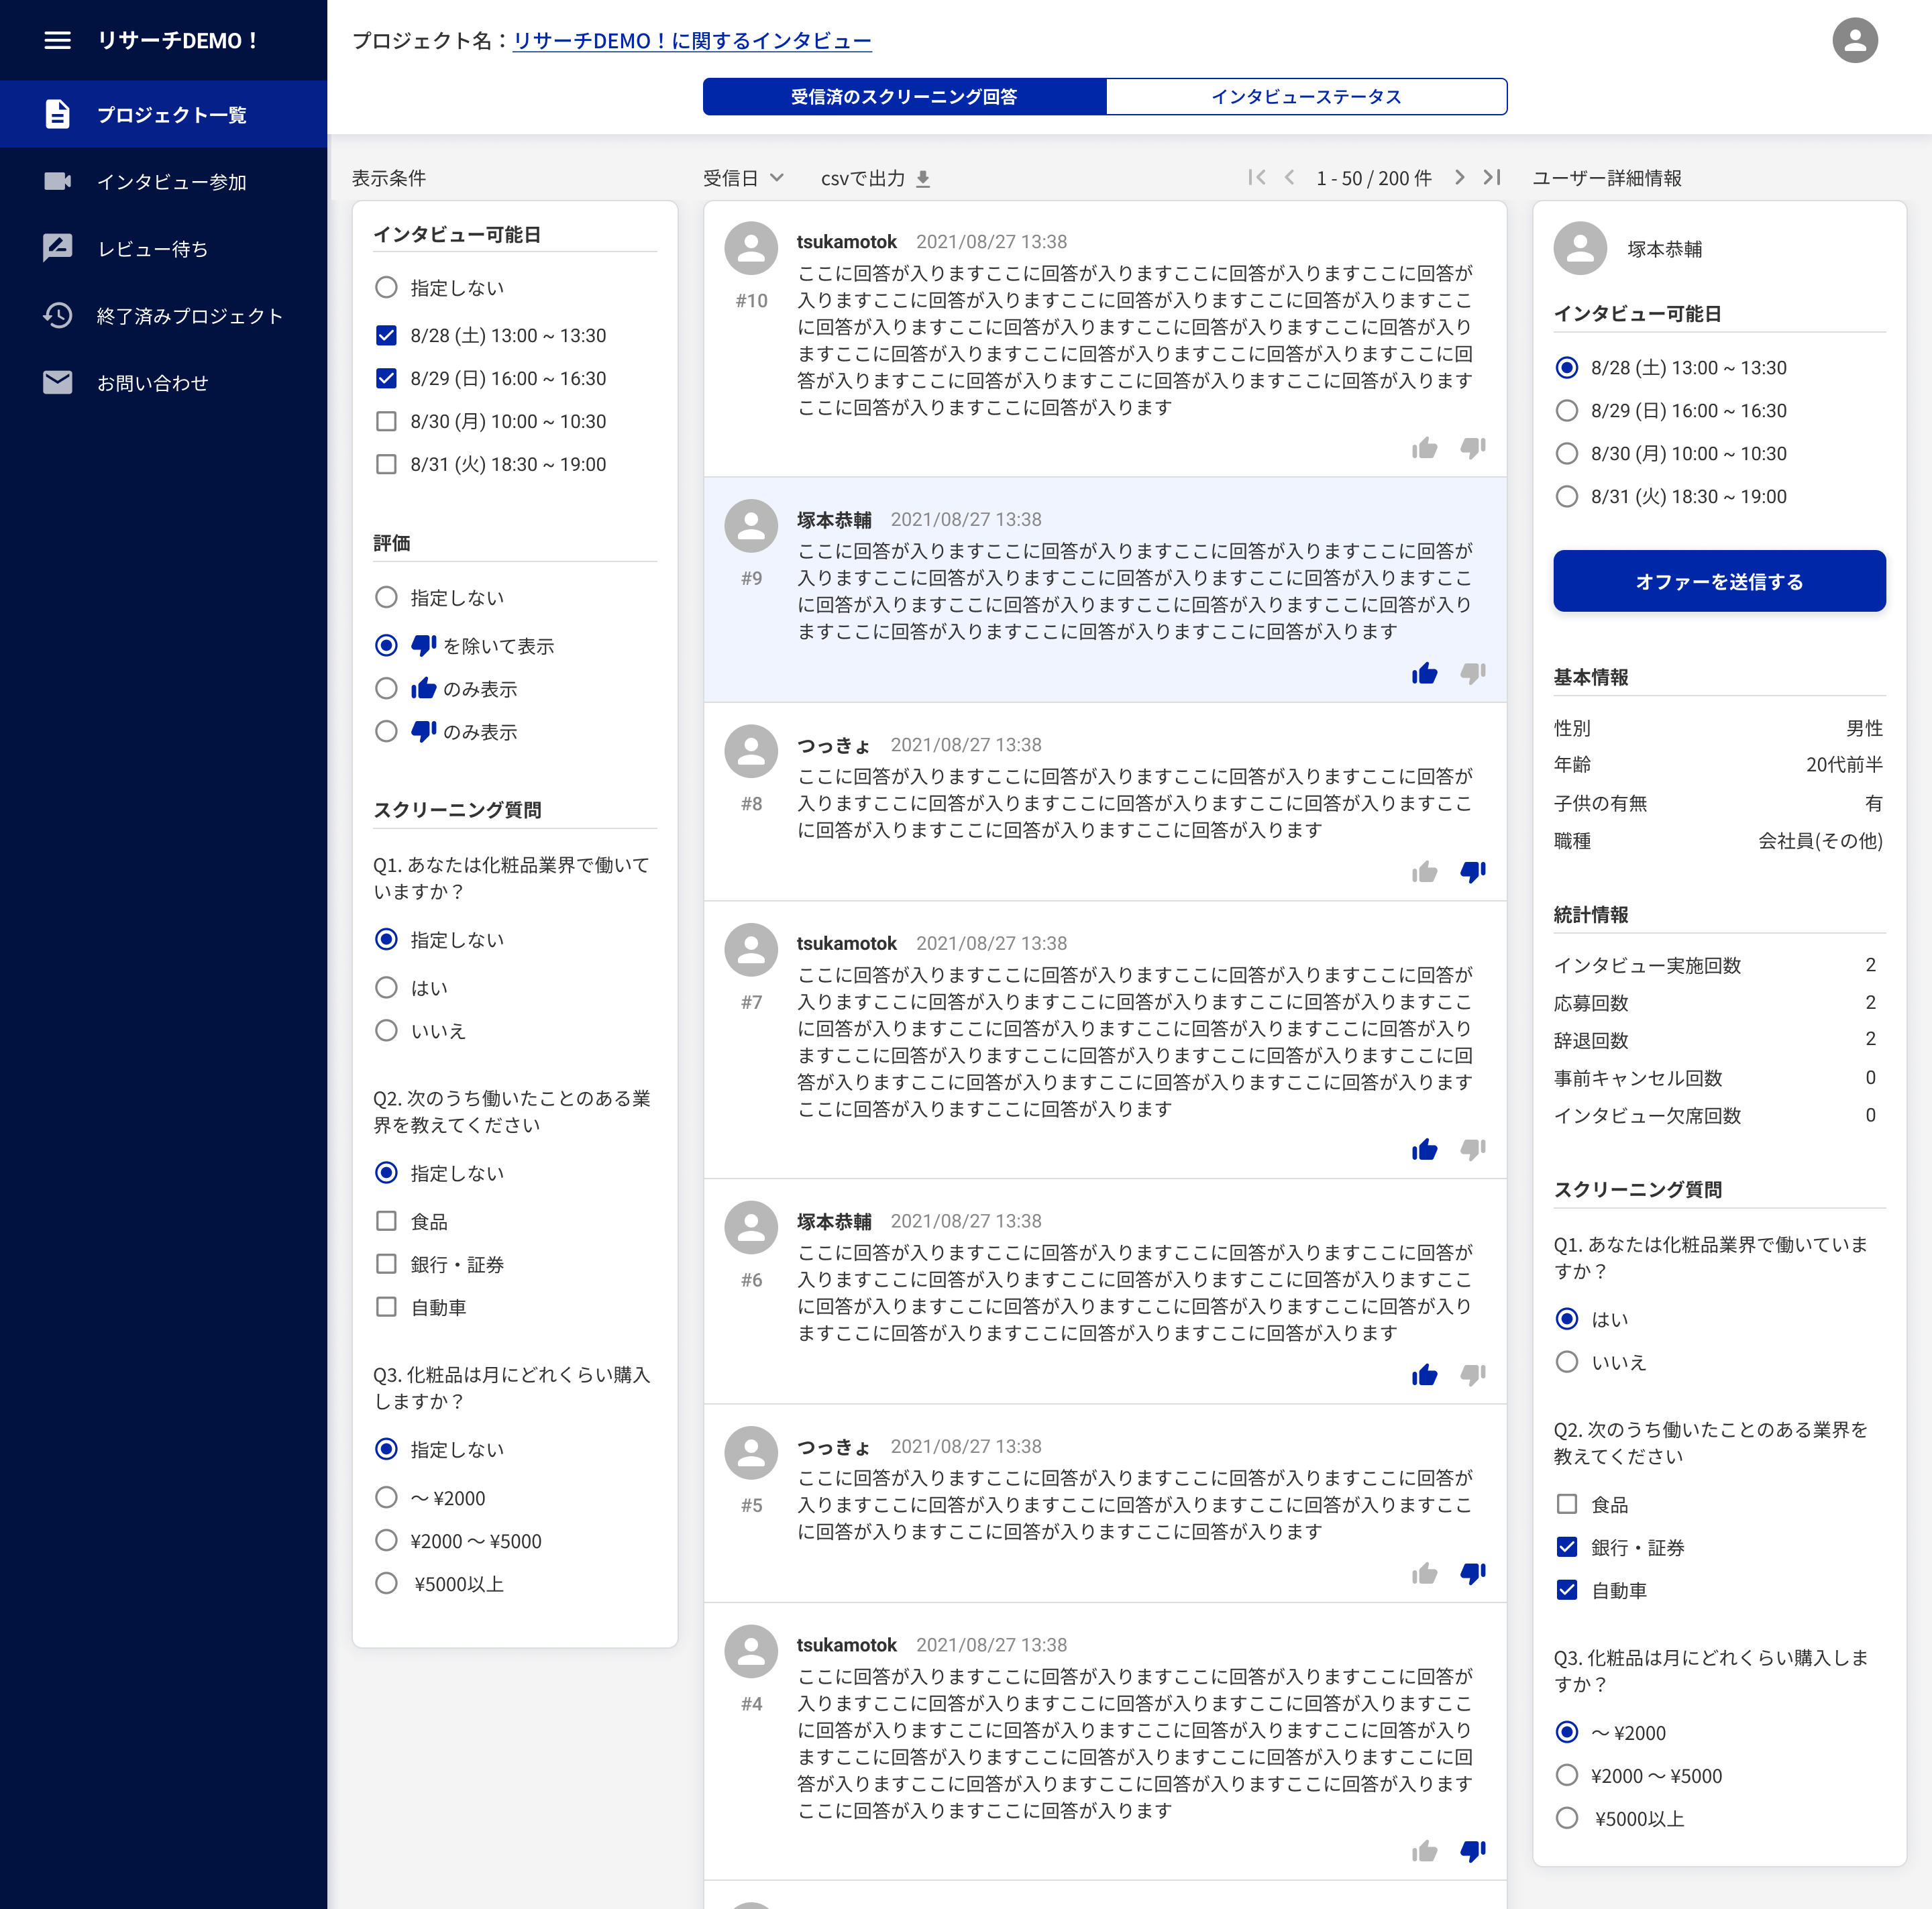 リサーチDEMO！
プロジェクト一覧
インタビュー参加
レビュー待ち
終了済みプロジェクト
お問い合わせ
プロジェクト名：リサーチDEMO！に関するインタビュー
受信済のスクリーニング回答
インタビューステータス
表示条件
インタビュー可能日
指定しない
8/28 (土) 13:00 ~ 13:30
8/29 (日) 16:00 ~ 16:30
8/30 (月) 10:00 ~ 10:30
8/31 (火) 18:30 ~ 19:00
評価
指定しない
を除いて表示
のみ表示
のみ表示
スクリーニング質問
Q1. あなたは化粧品業界で働いて
いますか？
指定しない
はい
いいえ
Q2. 次のうち働いたことのある業
界を教えてください
指定しない
食品
銀行・証券
自動車
Q3. 化粧品は月にどれくらい購入
しますか？
指定しない
〜 ¥2000
¥2000 〜 ¥5000
¥5000以上
受信日
csvで出力
1 - 50 / 200 件
tsukamotok 2021/08/27 13:38
#10
ここに回答が入りますここに回答が入りますここに回答が入りますここに回答が
入りますここに回答が入りますここに回答が入りますここに回答が入りますここ
に回答が入りますここに回答が入りますここに回答が入りますここに回答が入り
ますここに回答が入りますここに回答が入りますここに回答が入りますここに回
答が入りますここに回答が入りますここに回答が入りますここに回答が入ります
ここに回答が入りますここに回答が入ります
塚本恭輔 2021/08/27 13:38
#9
ここに回答が入りますここに回答が入りますここに回答が入りますここに回答が
入りますここに回答が入りますここに回答が入りますここに回答が入りますここ
に回答が入りますここに回答が入りますここに回答が入りますここに回答が入り
ますここに回答が入りますここに回答が入りますここに回答が入ります
つっきょ 2021/08/27 13:38
#8
ここに回答が入りますここに回答が入りますここに回答が入りますここに回答が
入りますここに回答が入りますここに回答が入りますここに回答が入りますここ
に回答が入りますここに回答が入りますここに回答が入ります
tsukamotok 2021/08/27 13:38
#7
ここに回答が入りますここに回答が入りますここに回答が入りますここに回答が
入りますここに回答が入りますここに回答が入りますここに回答が入りますここ
に回答が入りますここに回答が入りますここに回答が入りますここに回答が入り
ますここに回答が入りますここに回答が入りますここに回答が入りますここに回
答が入りますここに回答が入りますここに回答が入りますここに回答が入ります
ここに回答が入りますここに回答が入ります
塚本恭輔 2021/08/27 13:38
#6
ここに回答が入りますここに回答が入りますここに回答が入りますここに回答が
入りますここに回答が入りますここに回答が入りますここに回答が入りますここ
に回答が入りますここに回答が入りますここに回答が入りますここに回答が入り
ますここに回答が入りますここに回答が入りますここに回答が入ります
つっきょ 2021/08/27 13:38
#5
ここに回答が入りますここに回答が入りますここに回答が入りますここに回答が
入りますここに回答が入りますここに回答が入りますここに回答が入りますここ
に回答が入りますここに回答が入りますここに回答が入ります
tsukamotok 2021/08/27 13:38
#4
ここに回答が入りますここに回答が入りますここに回答が入りますここに回答が
入りますここに回答が入りますここに回答が入りますここに回答が入りますここ
に回答が入りますここに回答が入りますここに回答が入りますここに回答が入り
ますここに回答が入りますここに回答が入りますここに回答が入りますここに回
答が入りますここに回答が入りますここに回答が入りますここに回答が入ります
ここに回答が入りますここに回答が入ります
ユーザー詳細情報
塚本恭輔
インタビュー可能日
8/28 (土) 13:00 ~ 13:30
8/29 (日) 16:00 ~ 16:30
8/30 (月) 10:00 ~ 10:30
8/31 (火) 18:30 ~ 19:00
オファーを送信する
基本情報
性別 男性
年齢 20代前半
子供の有無 有
職種 会社員(その他)
統計情報
インタビュー実施回数 2
応募回数 2
辞退回数 2
事前キャンセル回数 0
インタビュー欠席回数 0
スクリーニング質問
Q1. あなたは化粧品業界で働いていま
すか？
はい
いいえ
Q2. 次のうち働いたことのある業界を
教えてください
食品
銀行・証券
自動車
Q3. 化粧品は月にどれくらい購入しま
すか？
〜 ¥2000
¥2000 〜 ¥5000
¥5000以上